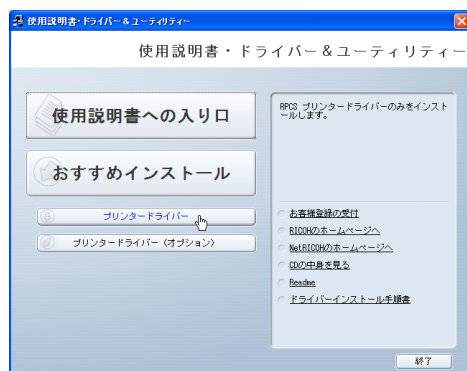 使用説明書・ドライバー＆ユーティリティー
使用説明書・ドライバー＆ユーティリティー
使用説明書への入り口
おすすめインストール
プリンタードライバー
プリンタードライバー（オプション）
RPCS プリンタードライバーのみをインスト
ールします。
お客様登録の受付
RICOHのホームページへ
NetRICOHのホームページへ
CDの中身を見る
Readme
ドライバーインストール手順書
終了